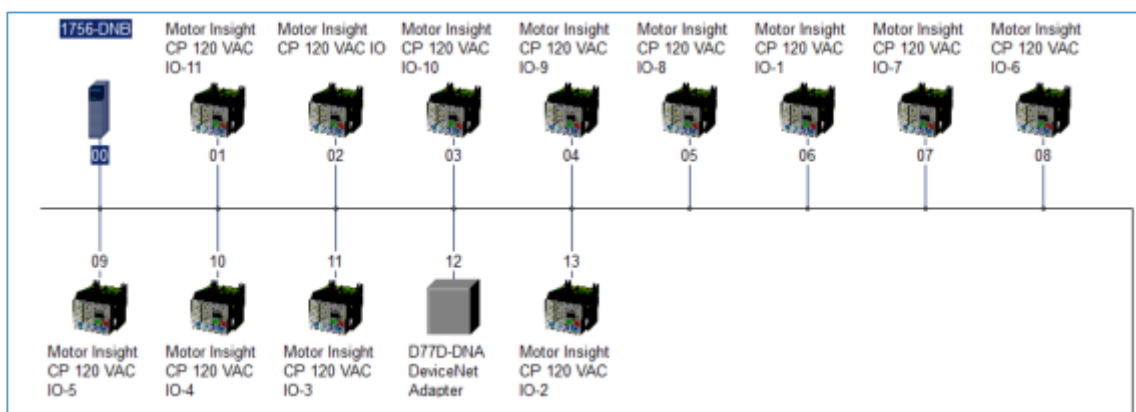 1756-DNB
Motor Insight
CP 120 VAC
IO-11
Motor Insight
CP 120 VAC IO
Motor Insight
CP 120 VAC
IO-10
Motor Insight
CP 120 VAC
IO-9
Motor Insight
CP 120 VAC
IO-8
Motor Insight
CP 120 VAC
IO-1
Motor Insight
CP 120 VAC
IO-7
Motor Insight
CP 120 VAC
IO-6
00
01
02
03
04
05
06
07
08
09
10
11
12
13
Motor Insight
CP 120 VAC
IO-5
Motor Insight
CP 120 VAC
IO-4
Motor Insight
CP 120 VAC
IO-3
D77D-DNA
DeviceNet
Adapter
Motor Insight
CP 120 VAC
IO-2